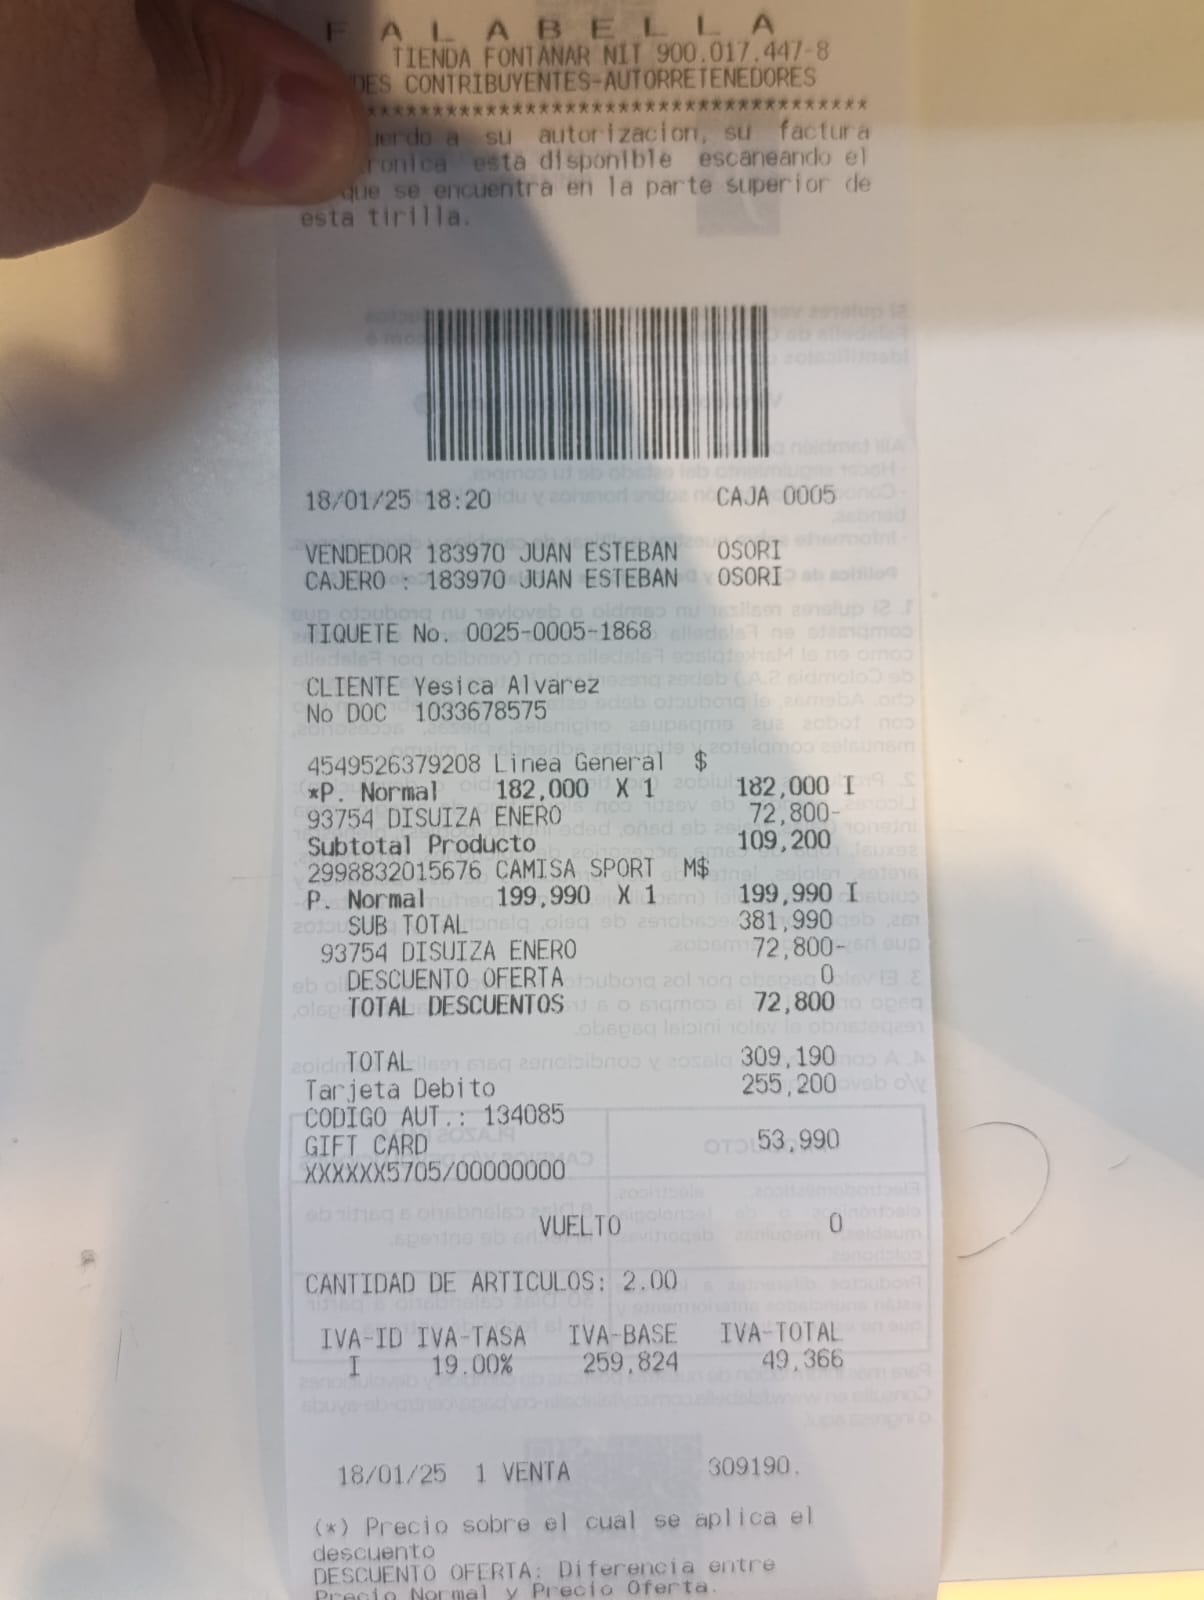 F A L A B E L L A
TIENDA FONTANAR NIT 900.017.447-8
DES CONTRIBUYENTES-AUTORRETENEDORES
****************************************
uerdo a su autorizacion, su factura
ronica esta disponible escaneando el
que se encuentra en la parte superior de
esta tirilla.
18/01/25 18:20 CAJA 0005
VENDEDOR 183970 JUAN ESTEBAN OSORI
CAJERO : 183970 JUAN ESTEBAN OSORI
TIQUETE No. 0025-0005-1868
CLIENTE Yesica Alvarez
No DOC 1033678575
4549526379208 Linea General $
*P. Normal 182,000 X 1 182,000 I
93754 DISUIZA ENERO 72,800-
Subtotal Producto 109,200
2998832015676 CAMISA SPORT M$
P. Normal 199,990 X 1 199,990 I
SUB TOTAL 381,990
93754 DISUIZA ENERO 72,800-
DESCUENTO OFERTA 0
TOTAL DESCUENTOS 72,800
TOTAL 309,190
Tarjeta Debito 255,200
CODIGO AUT.: 134085
GIFT CARD 53,990
XXXXXX5705/00000000
VUELTO 0
CANTIDAD DE ARTICULOS: 2.00
IVA-ID IVA-TASA IVA-BASE IVA-TOTAL
I 19.00% 259,824 49,366
18/01/25 1 VENTA 309190.
(*) Precio sobre el cual se aplica el
descuento
DESCUENTO OFERTA: Diferencia entre
Precio Normal y Precio Oferta.